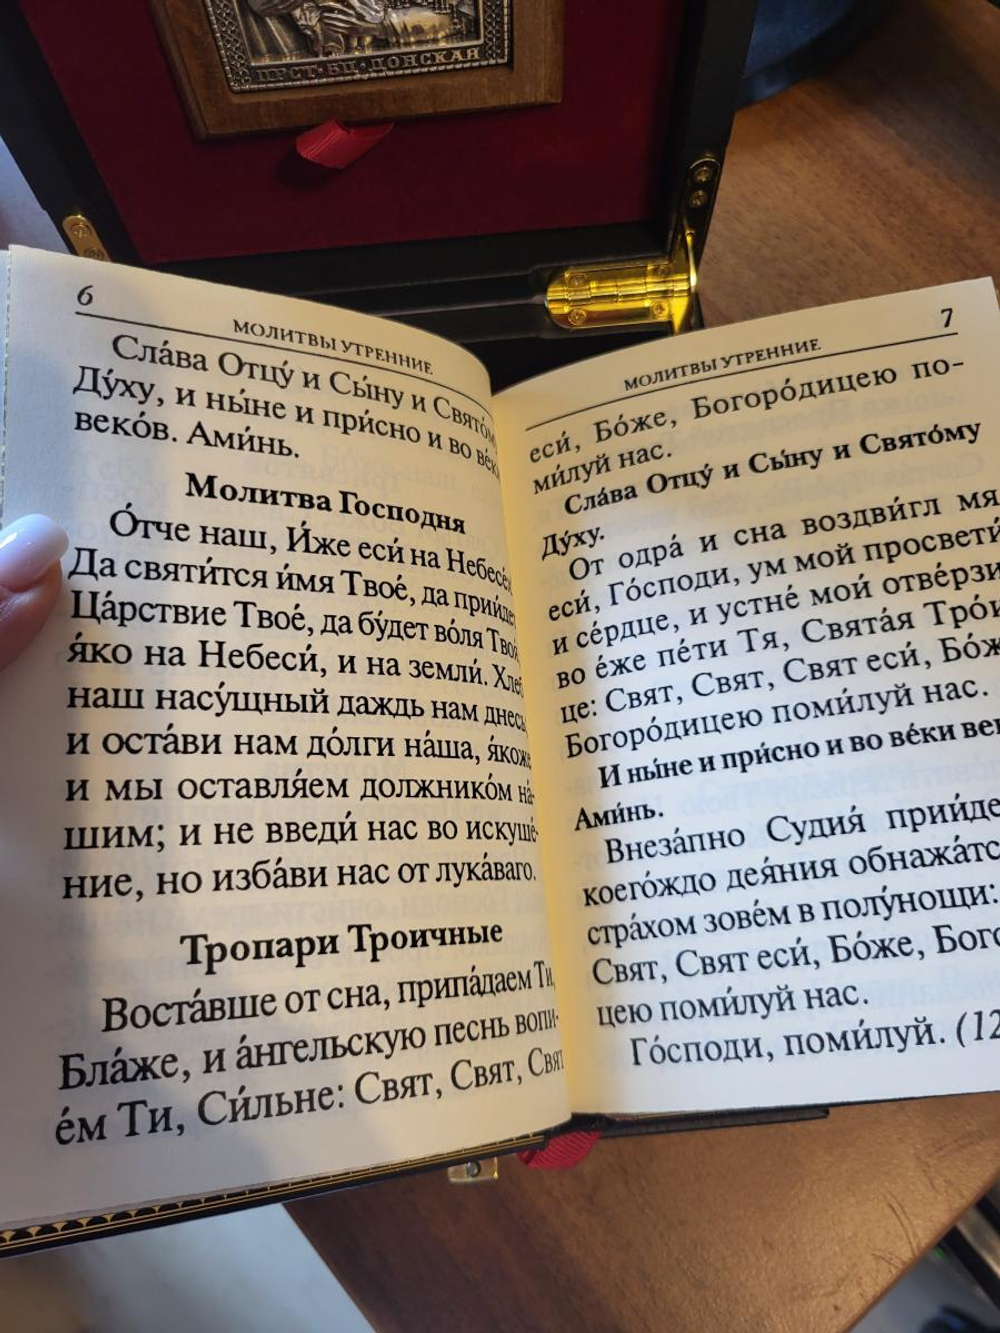 ПРСТ·БЦ·ДОНСКАЯ
6
МОЛИТВЫ УТРЕННИЕ
Сла́ва Отцу́ и Сы́ну и Свято́м
Ду́ху, и ны́не и при́сно и во ве́к
веко́в. Ами́нь.
Молитва Господня
О́тче наш, И́же еси́ на Небесе́х
Да святи́тся и́мя Твое́, да прии́де
Ца́рствие Твое́, да бу́дет во́ля Твоя́
я́ко на Небеси́, и на земли́. Хле
наш насу́щный даждь нам днесь
и оста́ви нам до́лги на́ша, я́коже
и мы оставля́ем должнико́м на́-
шим; и не введи́ нас во искуше́-
ние, но изба́ви нас от лука́ваго.
Тропари Троичные
Воста́вше от сна, припа́даем Ти,
Бла́же, и а́нгельскую песнь вопи-
е́м Ти, Си́льне: Свят, Свят, Свят
7
МОЛИТВЫ УТРЕННИЕ
еси́, Бо́же, Богоро́дицею по-
ми́луй нас.
Сла́ва Отцу́ и Сы́ну и Свято́му
Ду́ху.
От одра́ и сна воздви́гл мя
еси́, Го́споди, ум мой просвети́
и се́рдце, и устне́ мои́ отве́рзи
во е́же пе́ти Тя, Свята́я Тро́и
це: Свят, Свят, Свят еси́, Бо́ж
Богоро́дицею поми́луй нас.
И ны́не и при́сно и во ве́ки век
Ами́нь.
Внеза́пно Судия́ прии́де
коего́ждо дея́ния обнажа́тс
стра́хом зове́м в полу́нощи:
Свят, Свят еси́, Бо́же, Бого
цею поми́луй нас.
Го́споди, поми́луй. (12